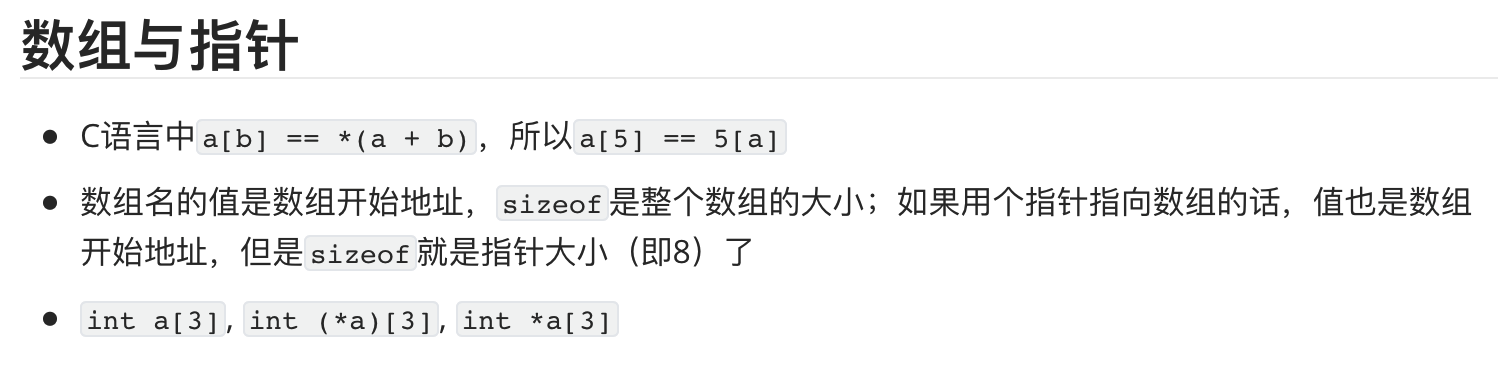 数组与指针
C语言中a[b] == *(a + b)，所以a[5] == 5[a]
数组名的值是数组开始地址，sizeof是整个数组的大小；如果用个指针指向数组的话，值也是数组
开始地址，但是sizeof就是指针大小（即8）了
int a[3], int (*a)[3], int *a[3]